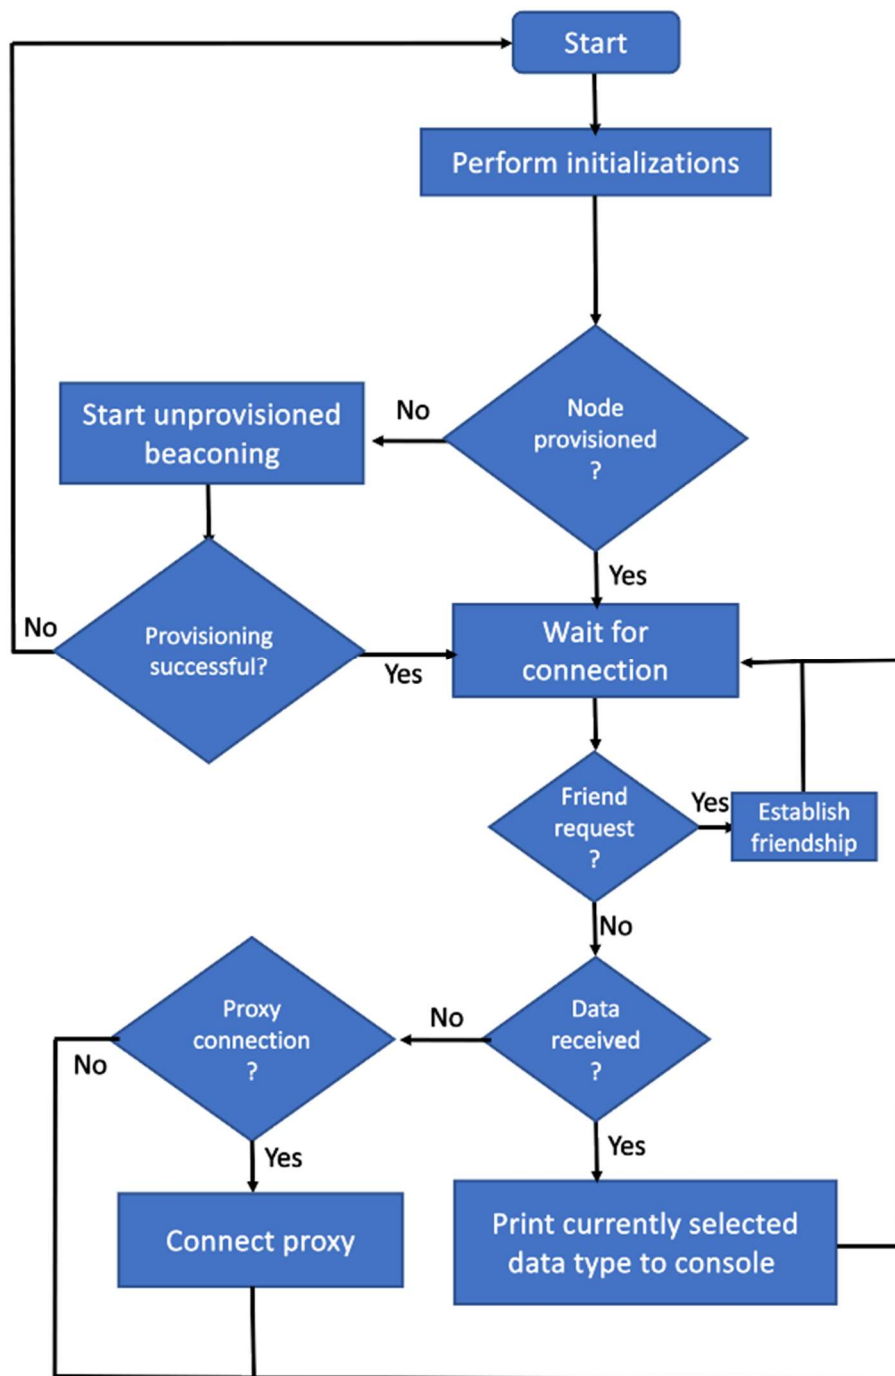 Start
Perform initializations
Node
provisioned
?
No
Start unprovisioned
beaconing
Yes
No
Provisioning
successful?
Yes
Wait for
connection
Friend
request
?
Yes
Establish
friendship
No
Data
received
?
No
Proxy
connection
?
No
Yes
Yes
Connect proxy
Print currently selected
data type to console